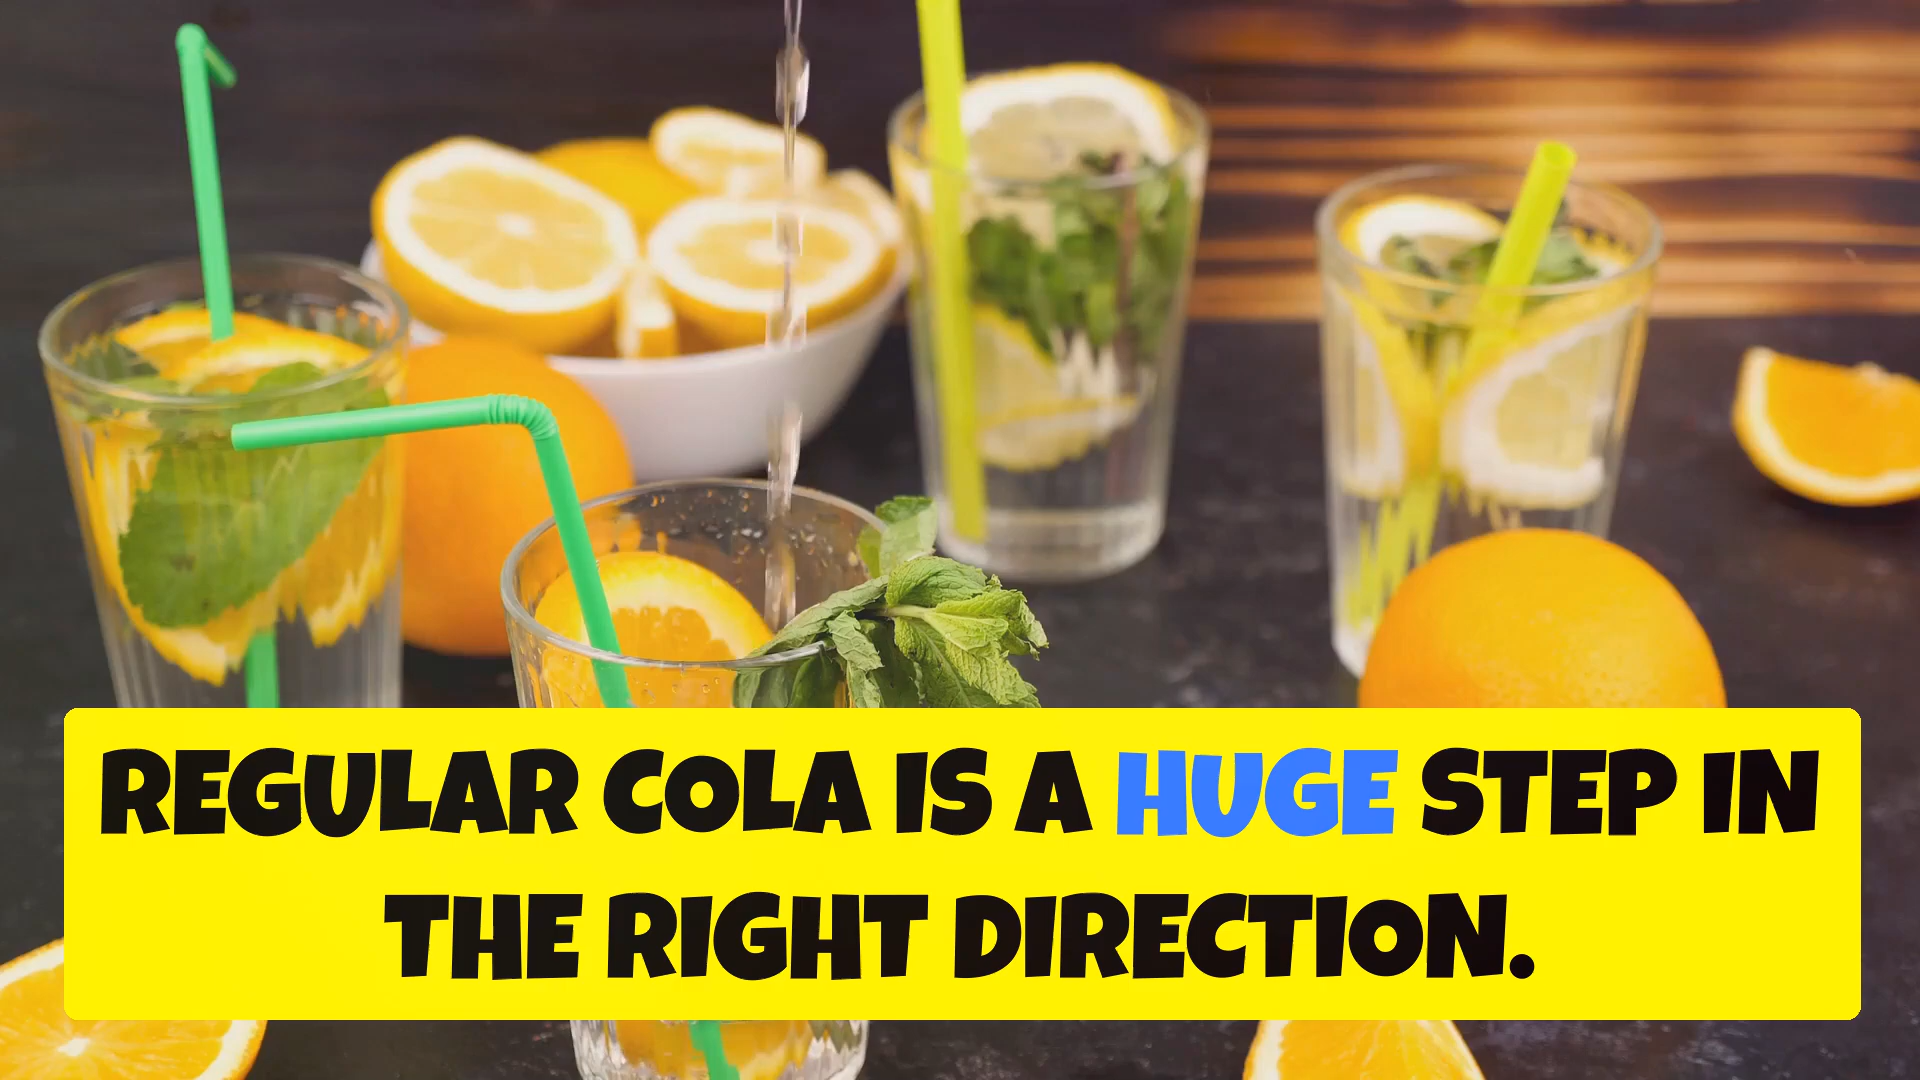 REGULAR COLA IS A HUGE STEP IN
THE RIGHT DIRECTION.